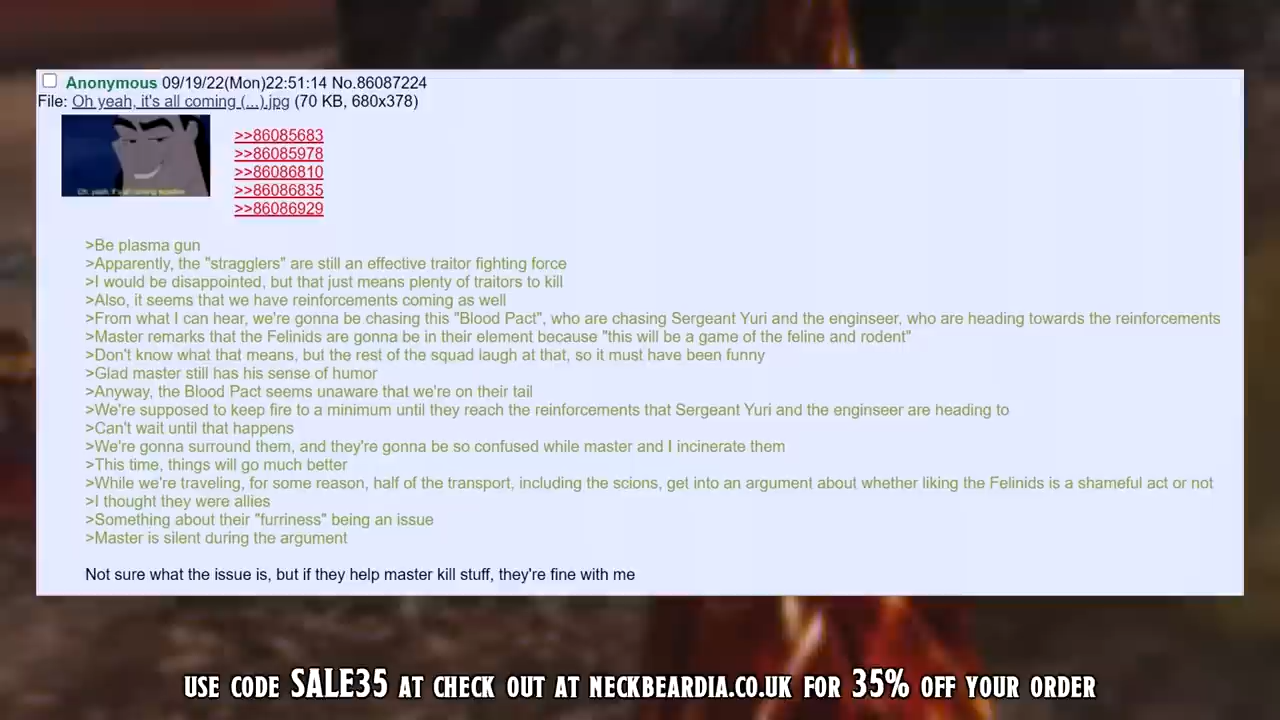 Anonymous 09/19/22(Mon)22:51:14 No.86087224
File: Oh yeah, it's all coming (...).jpg (70 KB, 680x378)
>>86085683
>>86085978
>>86086810
>>86086835
>>86086929
>Be plasma gun
>Apparently, the "stragglers" are still an effective traitor fighting force
>I would be disappointed, but that just means plenty of traitors to kill
>Also, it seems that we have reinforcements coming as well
>From what I can hear, we're gonna be chasing this "Blood Pact", who are chasing Sergeant Yuri and the enginseer, who are heading towards the reinforcements
>Master remarks that the Felinids are gonna be in their element because "this will be a game of the feline and rodent"
>Don't know what that means, but the rest of the squad laugh at that, so it must have been funny
>Glad master still has his sense of humor
>Anyway, the Blood Pact seems unaware that we're on their tail
>We're supposed to keep fire to a minimum until they reach the reinforcements that Sergeant Yuri and the enginseer are heading to
>Can't wait until that happens
>We're gonna surround them, and they're gonna be so confused while master and I incinerate them
>This time, things will go much better
>While we're traveling, for some reason, half of the transport, including the scions, get into an argument about whether liking the Felinids is a shameful act or not
>I thought they were allies
>Something about their "furriness" being an issue
>Master is silent during the argument
Not sure what the issue is, but if they help master kill stuff, they're fine with me
USE CODE SALE35 AT CHECK OUT AT NECKBEARDIA.CO.UK FOR 35% OFF YOUR ORDER